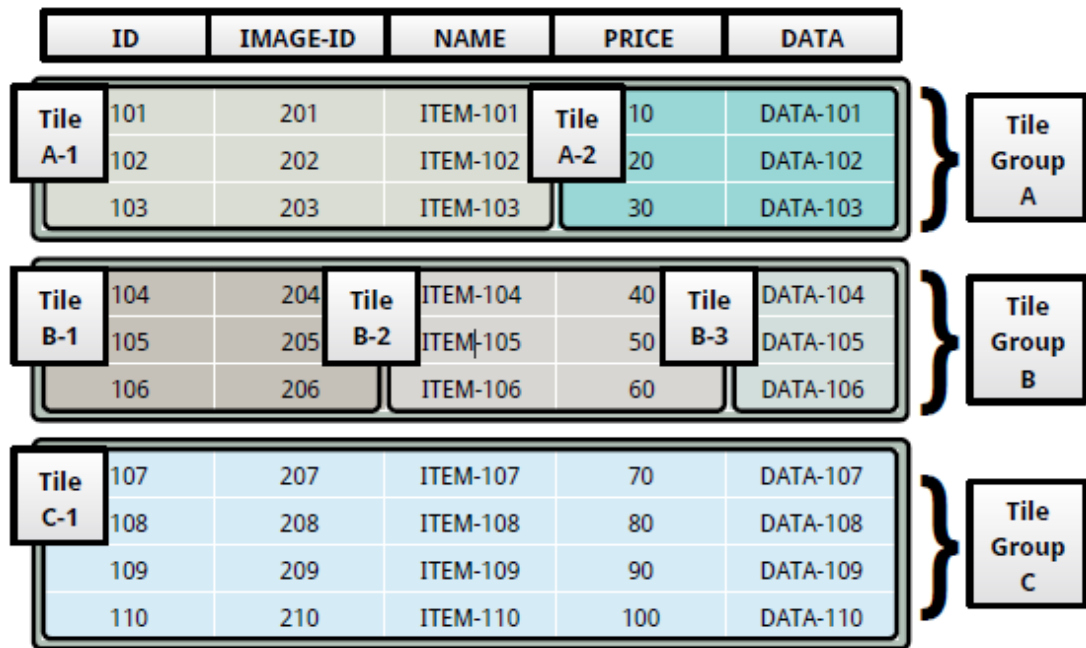 ID IMAGE-ID NAME PRICE DATA
Tile
A-1
101 201 ITEM-101 10 DATA-101
102 202 ITEM-102 20 DATA-102
103 203 ITEM-103 30 DATA-103
Tile
A-2
Tile
Group
A
Tile
B-1
104 204 ITEM-104 40 DATA-104
105 205 ITEM-105 50 DATA-105
106 206 ITEM-106 60 DATA-106
Tile
B-2
Tile
B-3
Tile
Group
B
Tile
C-1
107 207 ITEM-107 70 DATA-107
108 208 ITEM-108 80 DATA-108
109 209 ITEM-109 90 DATA-109
110 210 ITEM-110 100 DATA-110
Tile
Group
C